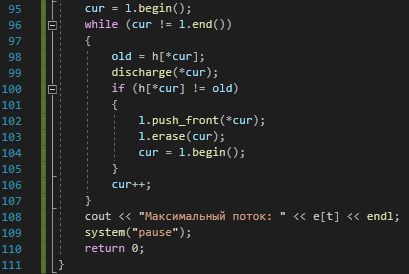 95 cur = l.begin();
96 while (cur != l.end())
97 {
98 old = h[*cur];
99 discharge(*cur);
100 if (h[*cur] != old)
101 {
102 l.push_front(*cur);
103 l.erase(cur);
104 cur = l.begin();
105 }
106 cur++;
107 }
108 cout << "Максимальный поток: " << e[t] << endl;
109 system("pause");
110 return 0;
111 }